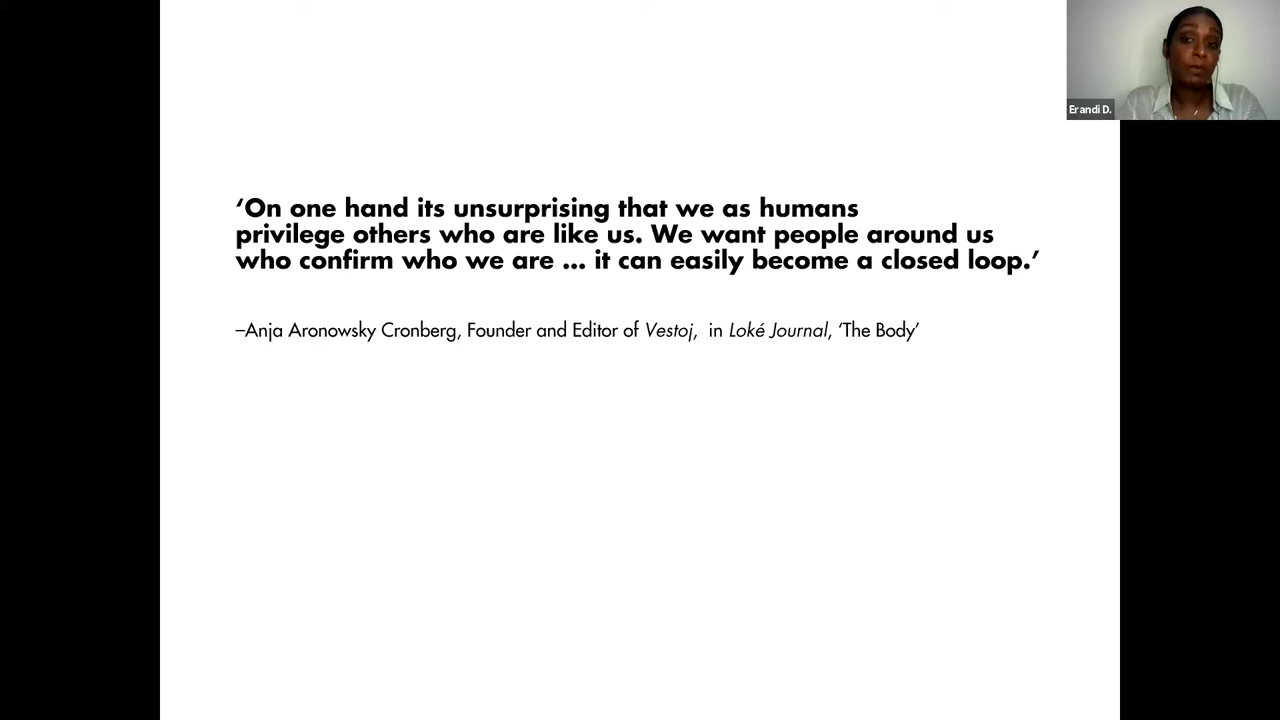 Erandi D.
‘On one hand its unsurprising that we as humans
privilege others who are like us. We want people around us
who confirm who we are ... it can easily become a closed loop.’
–Anja Aronowsky Cronberg, Founder and Editor of Vestoj,  in Loké Journal, ‘The Body’